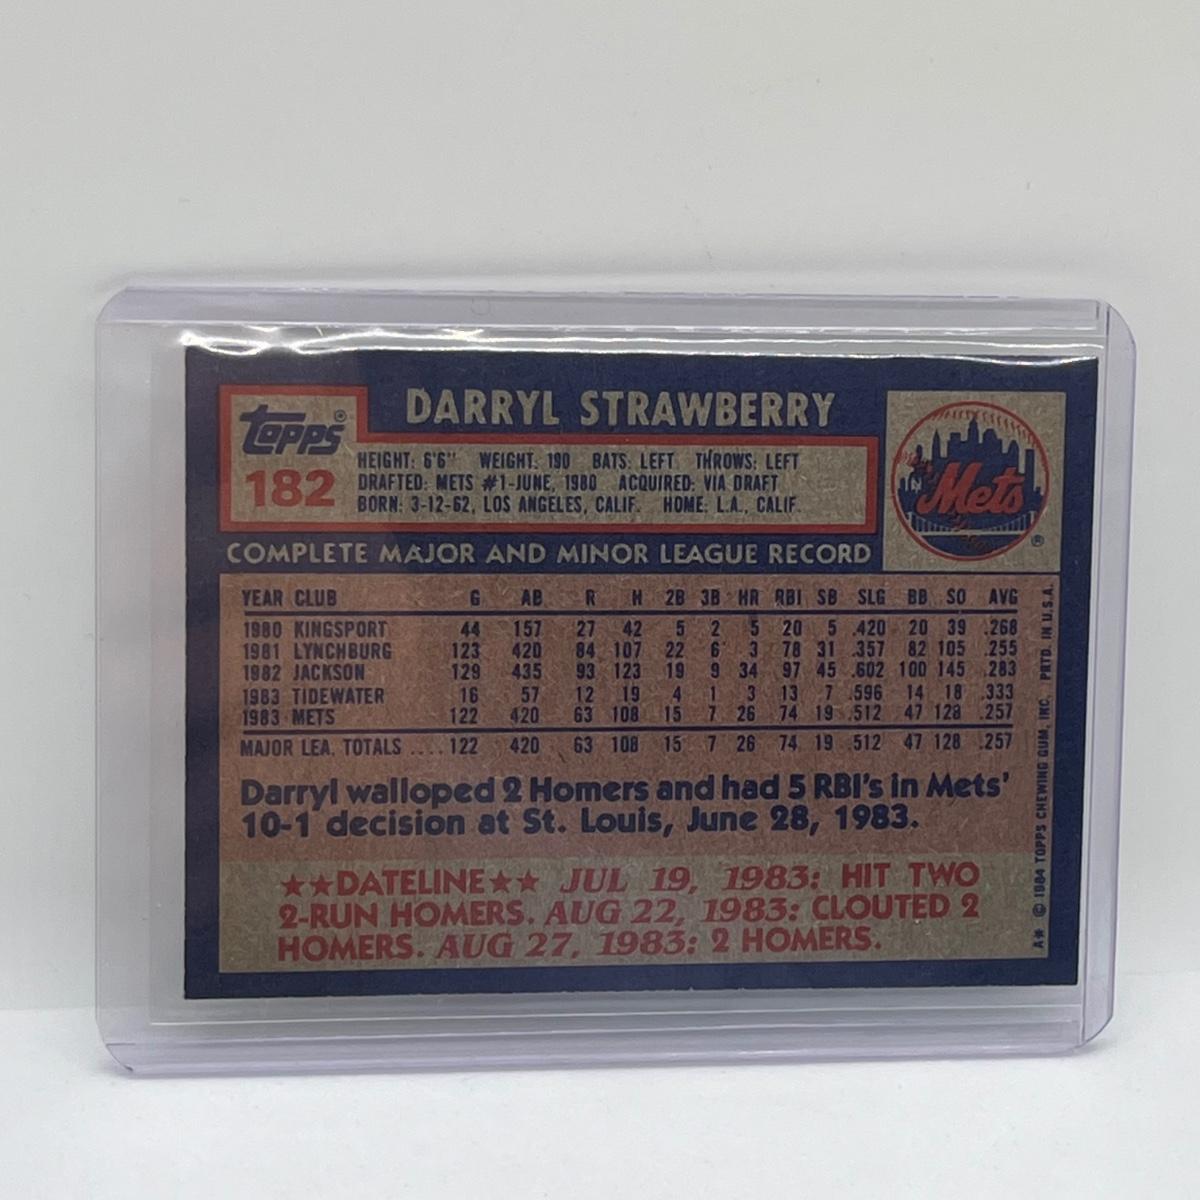 DARRYL STRAWBERRY
Topps®
182
HEIGHT: 6'6" WEIGHT: 190 BATS: LEFT THROWS: LEFT
DRAFTED: METS #1-JUNE, 1980 ACQUIRED: VIA DRAFT
BORN: 3-12-62, LOS ANGELES, CALIF. HOME: L.A., CALIF.
Mets
®
COMPLETE MAJOR AND MINOR LEAGUE RECORD
YEAR CLUB G AB R H 2B 3B HR RBI SB SLG BB SO AVG
1980 KINGSPORT 44 157 27 42 5 2 5 20 5 .420 20 39 .268
1981 LYNCHBURG 123 420 84 107 22 6 3 78 31 .357 82 105 .255
1982 JACKSON 129 435 93 123 19 9 34 97 45 .602 100 145 .283
1983 TIDEWATER 16 57 12 19 4 1 3 13 7 .596 14 18 .333
1983 METS 122 420 63 108 15 7 26 74 19 .512 47 128 .257
MAJOR LEA. TOTALS .... 122 420 63 108 15 7 26 74 19 .512 47 128 .257
Darryl walloped 2 Homers and had 5 RBI's in Mets'
10-1 decision at St. Louis, June 28, 1983.
★★DATELINE★★ JUL 19, 1983: HIT TWO
2-RUN HOMERS. AUG 22, 1983: CLOUTED 2
HOMERS. AUG 27, 1983: 2 HOMERS.
A* © 1984 TOPPS CHEWING GUM, INC. PRTD. IN U.S.A.